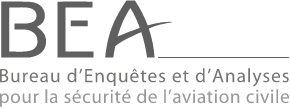 BEA
Bureau d'Enquêtes et d'Analyses
pour la sécurité de l'aviation civile